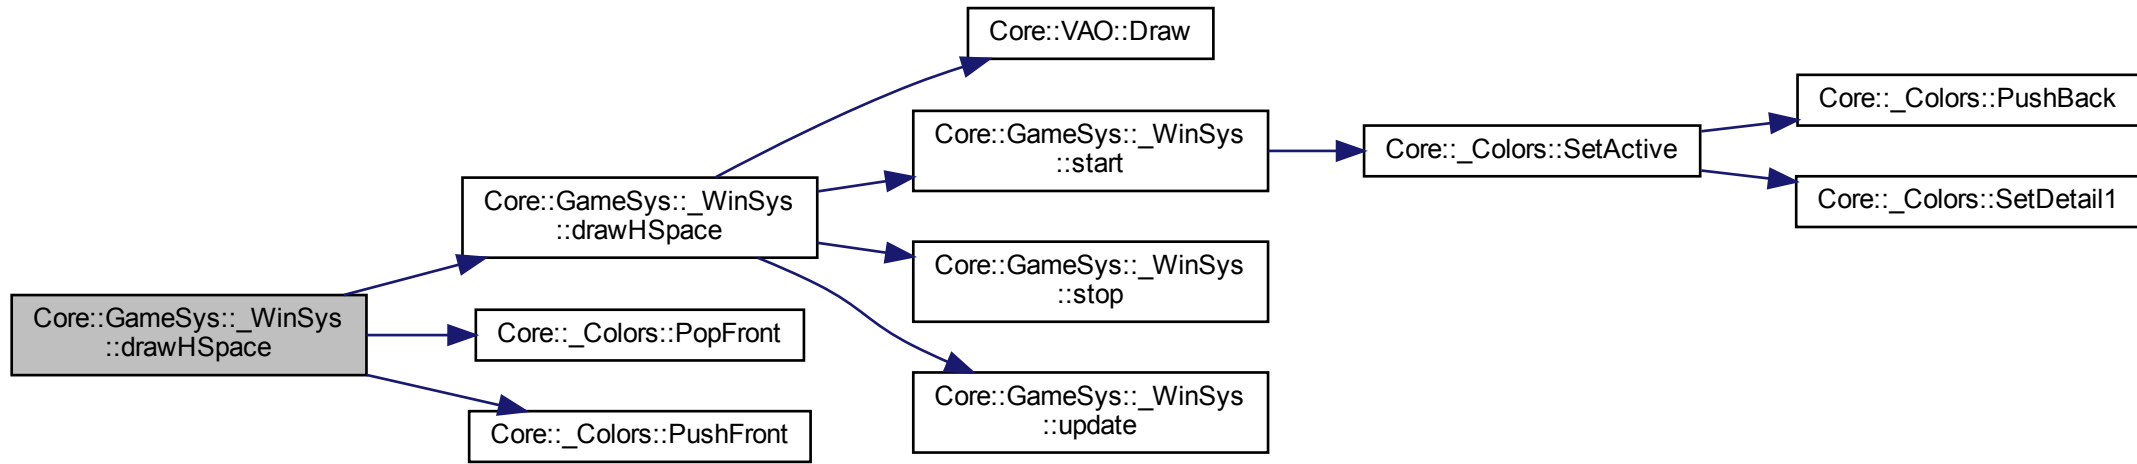 Core::GameSys::_WinSys
::drawHSpace
Core::GameSys::_WinSys
::drawHSpace
Core::_Colors::PopFront
Core::_Colors::PushFront
Core::VAO::Draw
Core::GameSys::_WinSys
::start
Core::GameSys::_WinSys
::stop
Core::GameSys::_WinSys
::update
Core::_Colors::SetActive
Core::_Colors::PushBack
Core::_Colors::SetDetail1